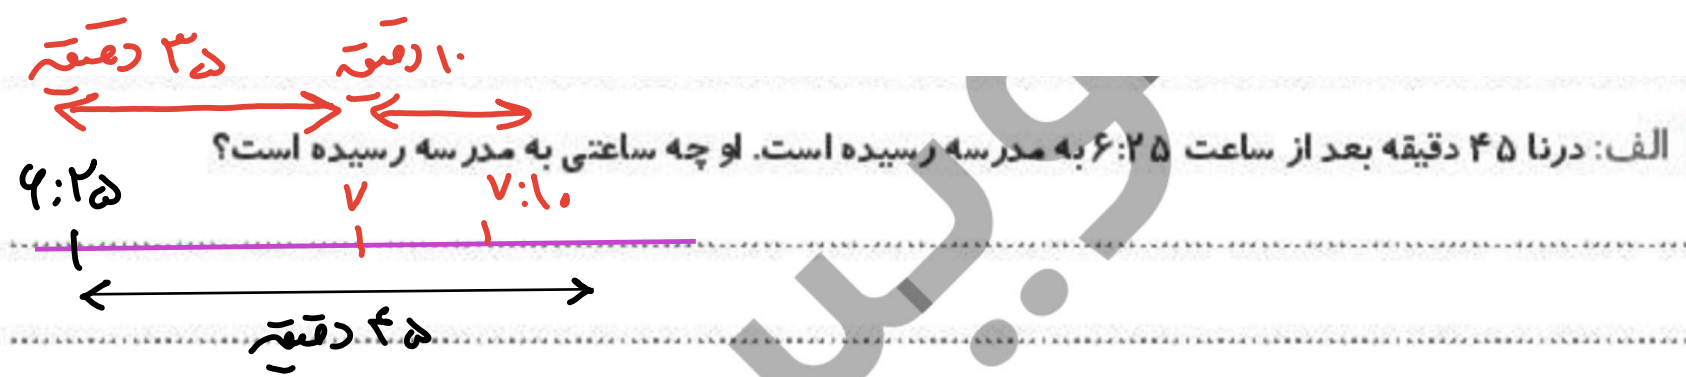 ۳۵ دقیقه
۱۰ دقیقه
الف: درنا ۴۵ دقیقه بعد از ساعت ۶:۲۵ به مدرسه رسیده است. او چه ساعتی به مدرسه رسیده است؟
۶:۲۵
۷
۷:۱۰
۴۵ دقیقه